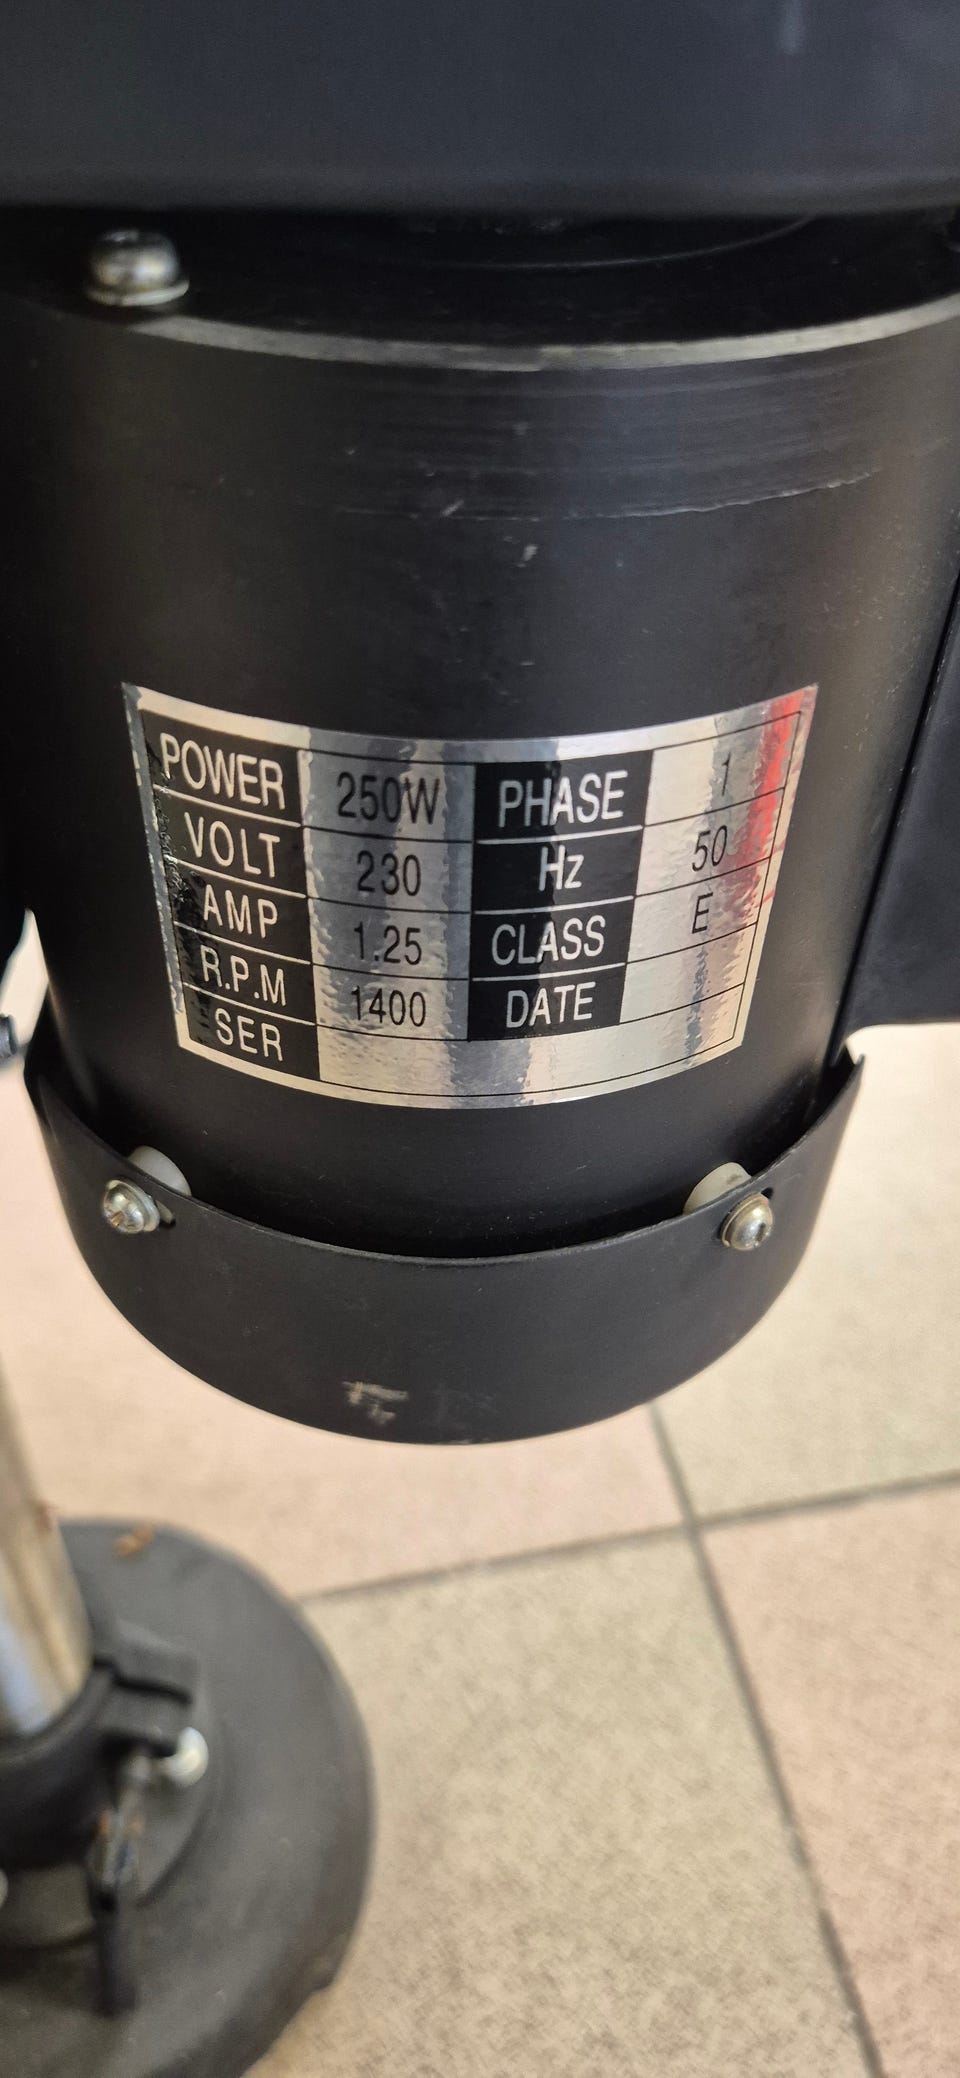 POWER 250W PHASE 1
VOLT 230 Hz 50
AMP 1.25 CLASS E
R.P.M 1400 DATE
SER